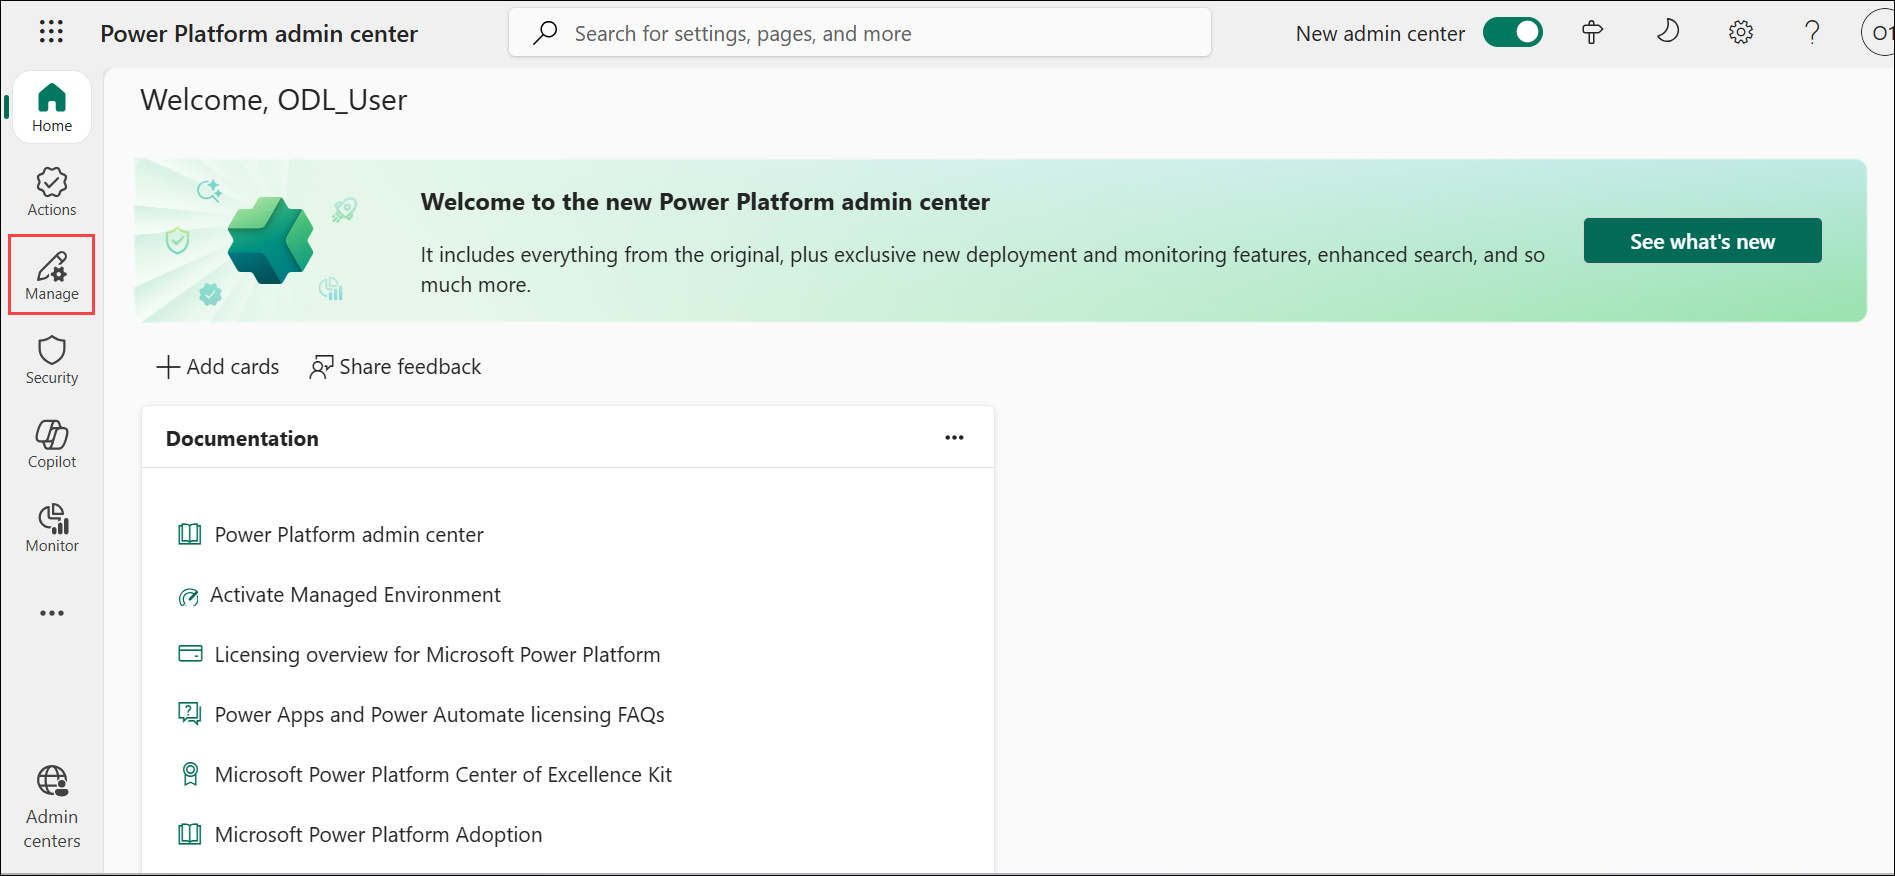 Power Platform admin center
Search for settings, pages, and more
New admin center
O1
Home
Actions
Manage
Security
Copilot
Monitor
Admin
centers
Welcome, ODL_User
Welcome to the new Power Platform admin center
It includes everything from the original, plus exclusive new deployment and monitoring features, enhanced search, and so
much more.
See what's new
Add cards
Share feedback
Documentation
Power Platform admin center
Activate Managed Environment
Licensing overview for Microsoft Power Platform
Power Apps and Power Automate licensing FAQs
Microsoft Power Platform Center of Excellence Kit
Microsoft Power Platform Adoption